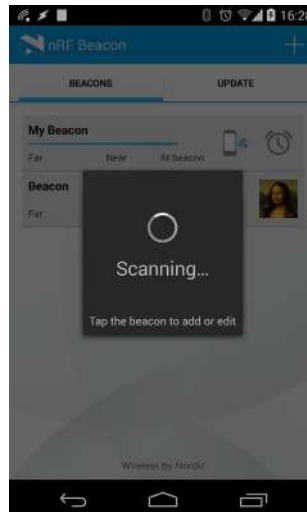 16:28
nRF Beacon
BEACONS UPDATE
My Beacon
Far Near At beacon
Beacon
Far
Scanning...
Tap the beacon to add or edit
Wireless by Nordic